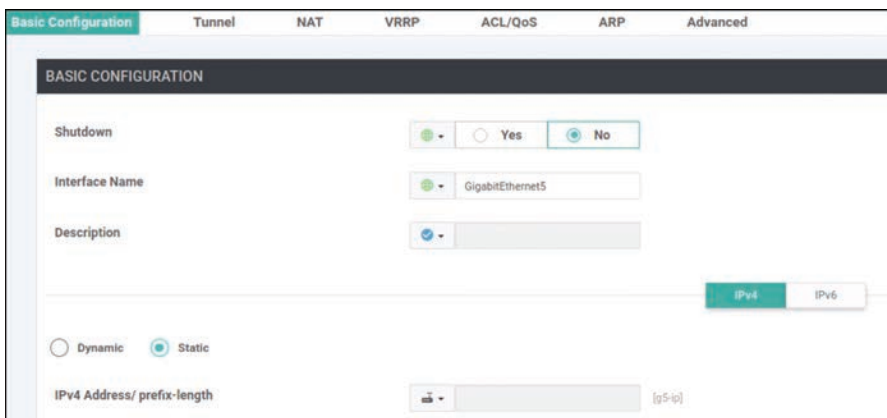 Basic Configuration Tunnel NAT VRRP ACL/QoS ARP Advanced
BASIC CONFIGURATION
Shutdown Yes No
Interface Name GigabitEthernet5
Description
IPv4 IPv6
Dynamic Static
IPv4 Address/ prefix-length [g5-ip]